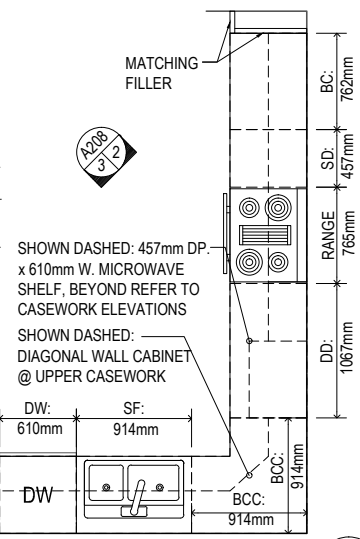 MATCHING
FILLER
BC:
762mm
A208
3
2
SD:
457mm
RANGE
765mm
SHOWN DASHED: 457mm DP.
x 610mm W. MICROWAVE
SHELF, BEYOND REFER TO
CASEWORK ELEVATIONS
SHOWN DASHED:
DIAGONAL WALL CABINET
@ UPPER CASEWORK
DD:
1067mm
DW:
610mm
SF:
914mm
BCC:
914mm
BCC:
914mm
DW